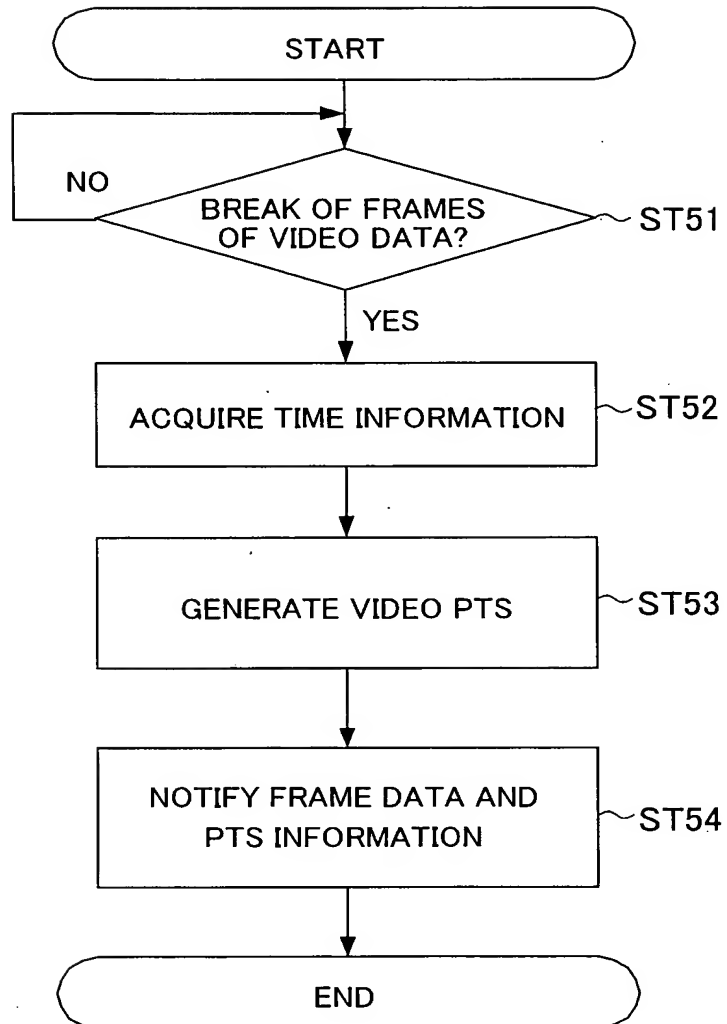 START
NO
BREAK OF FRAMES
OF VIDEO DATA?
ST51
YES
ACQUIRE TIME INFORMATION
ST52
GENERATE VIDEO PTS
ST53
NOTIFY FRAME DATA AND
PTS INFORMATION
ST54
END